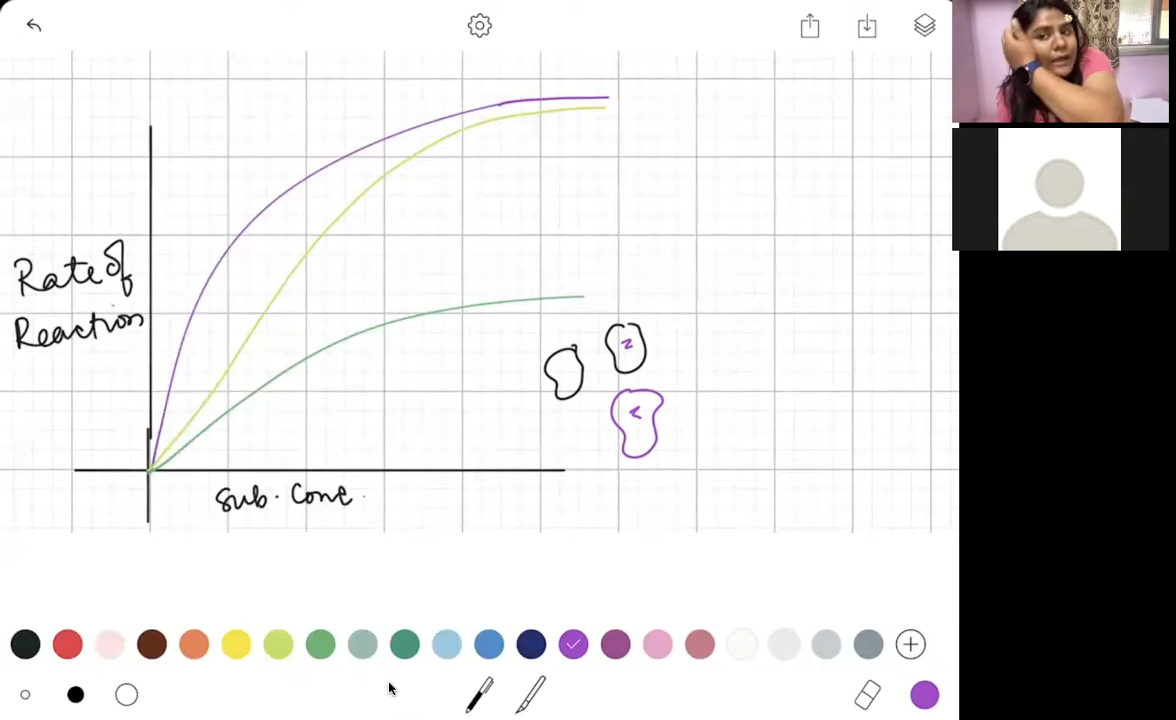 Rate of
Reaction
Sub. Conc.